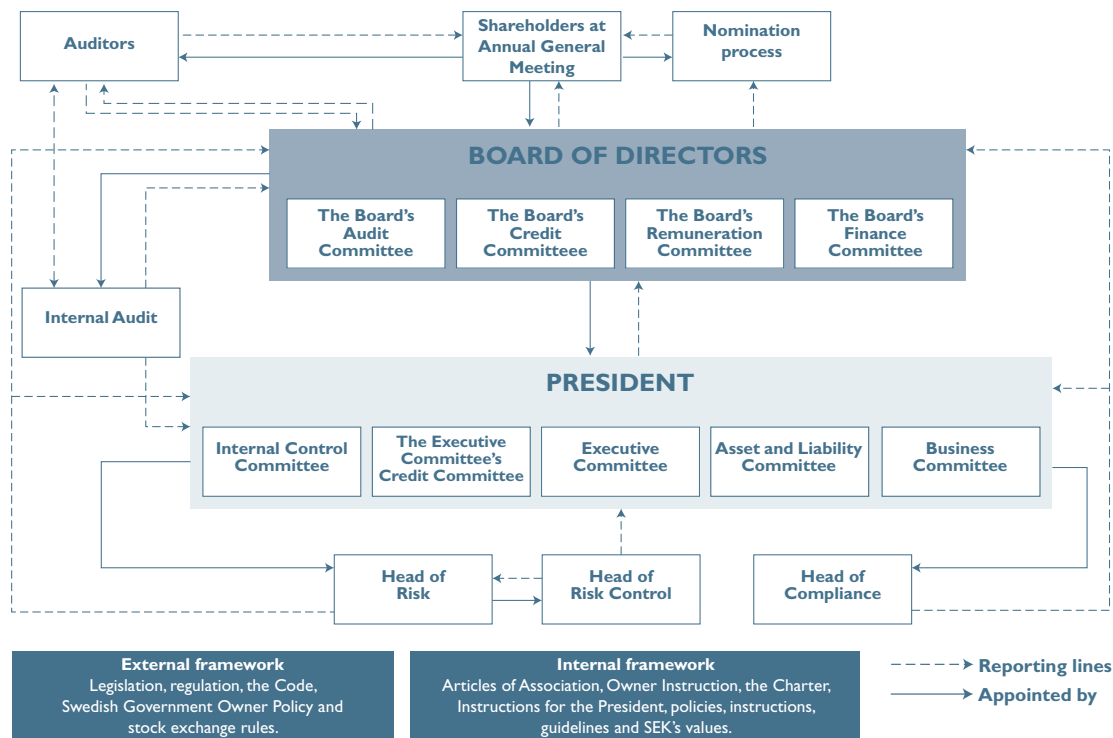 Auditors
Shareholders at
Annual General
Meeting
Nomination
process
BOARD OF DIRECTORS
The Board's
Audit
Committee
The Board's
Credit
Committeee
The Board's
Remuneration
Committee
The Board's
Finance
Committee
Internal Audit
PRESIDENT
Internal Control
Committee
The Executive
Committee's
Credit Committee
Executive
Committee
Asset and Liability
Committee
Business
Committee
Head of
Risk
Head of
Risk Control
Head of
Compliance
External framework
Legislation, regulation, the Code,
Swedish Government Owner Policy and
stock exchange rules.
Internal framework
Articles of Association, Owner Instruction, the Charter,
Instructions for the President, policies, instructions,
guidelines and SEK's values.
Reporting lines
Appointed by